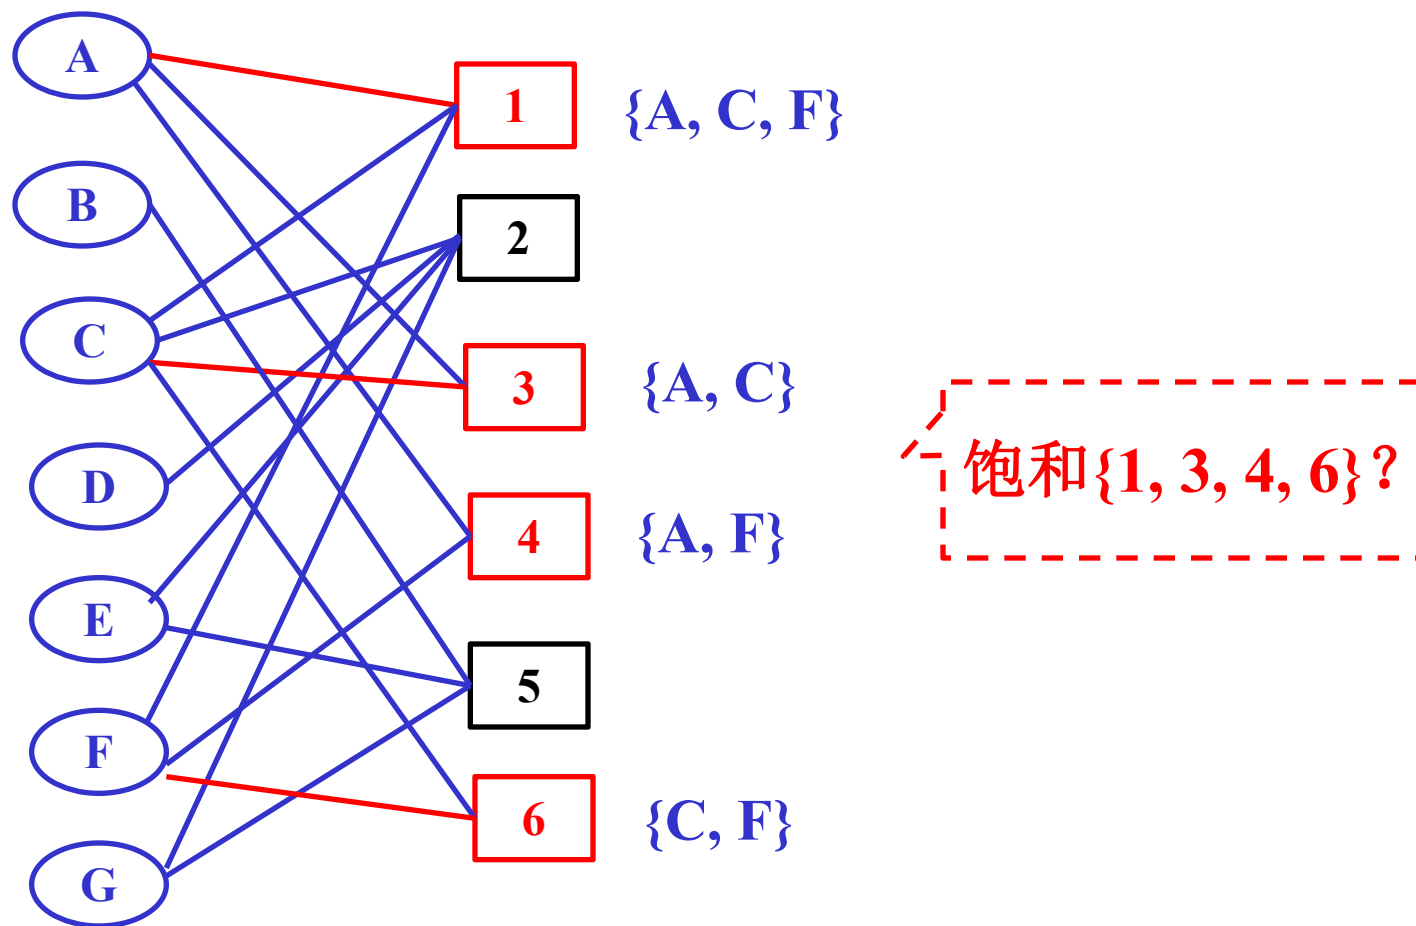 A
1
{A, C, F}
B
2
C
3
{A, C}
饱和{1, 3, 4, 6}？
D
4
{A, F}
E
5
F
6
{C, F}
G